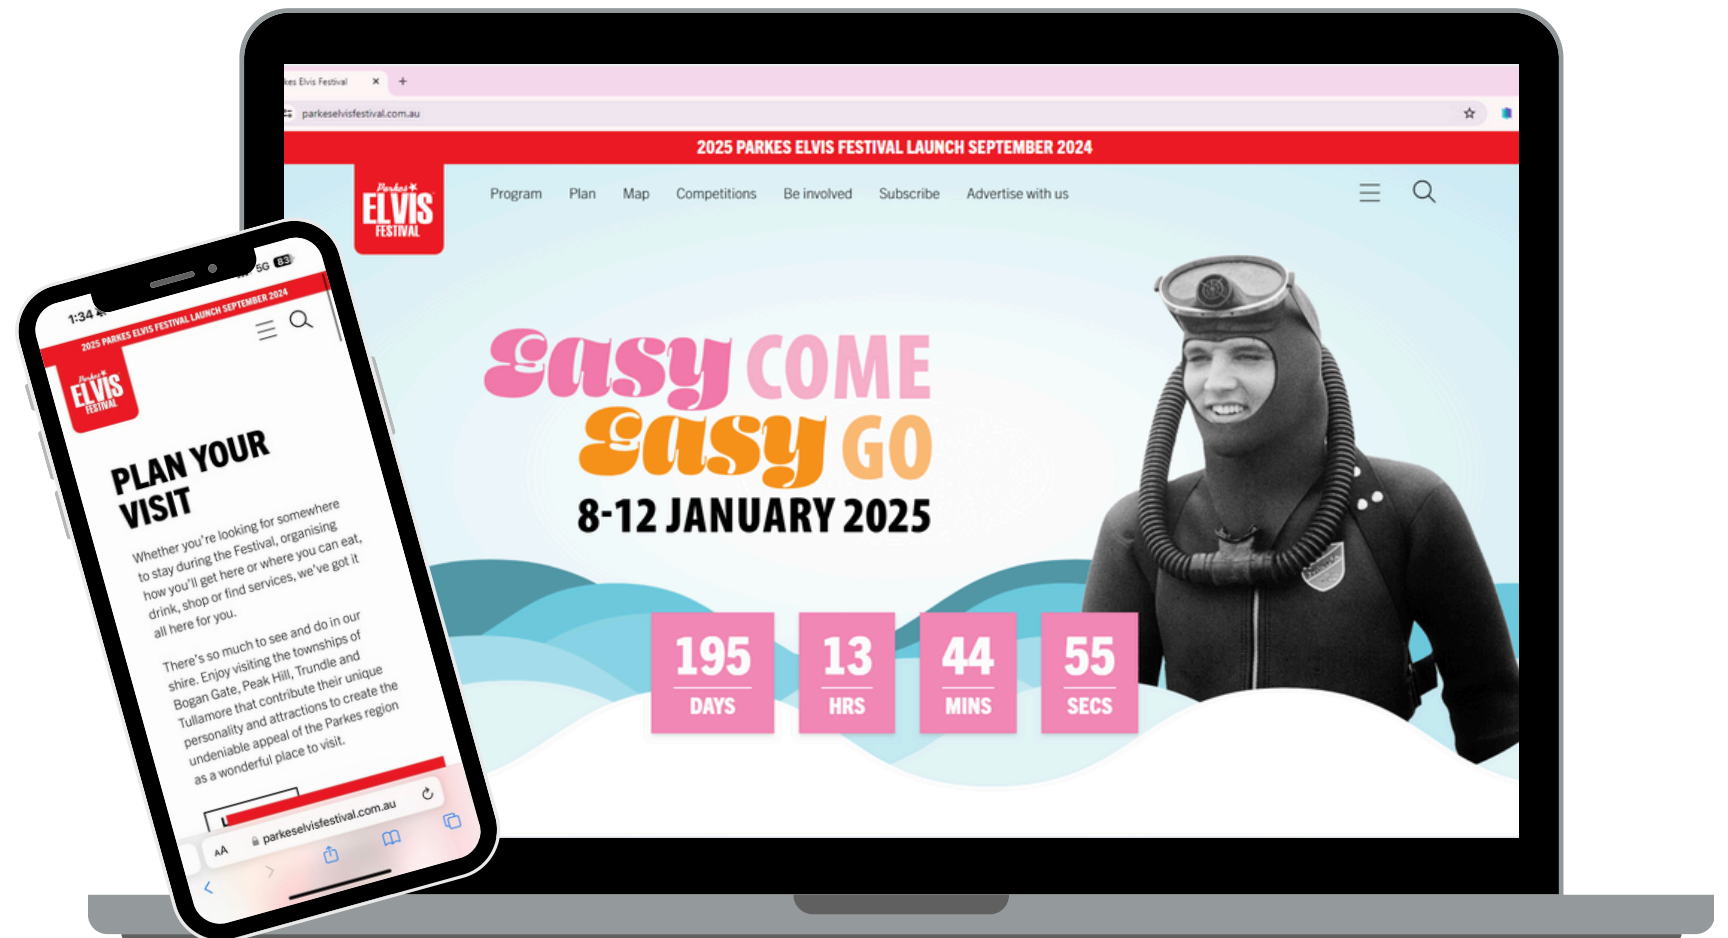 kes Elvis Festival
parkeselvisfestival.com.au
2025 PARKES ELVIS FESTIVAL LAUNCH SEPTEMBER 2024
Parkes
ELVIS
FESTIVAL
Program Plan Map Competitions Be involved Subscribe Advertise with us
Easy COME
Easy GO
8-12 JANUARY 2025
195 13 44 55
DAYS HRS MINS SECS
1:34
5G 83
2025 PARKES ELVIS FESTIVAL LAUNCH SEPTEMBER 2024
Parkes
ELVIS
FESTIVAL
PLAN YOUR
VISIT
Whether you're looking for somewhere
to stay during the Festival, organising
how you'll get here or where you can eat,
drink, shop or find services, we've got it
all here for you.
There's so much to see and do in our
shire. Enjoy visiting the townships of
Bogan Gate, Peak Hill, Trundle and
Tullamore that contribute their unique
personality and attractions to create the
undeniable appeal of the Parkes region
as a wonderful place to visit.
AA parkeselvisfestival.com.au